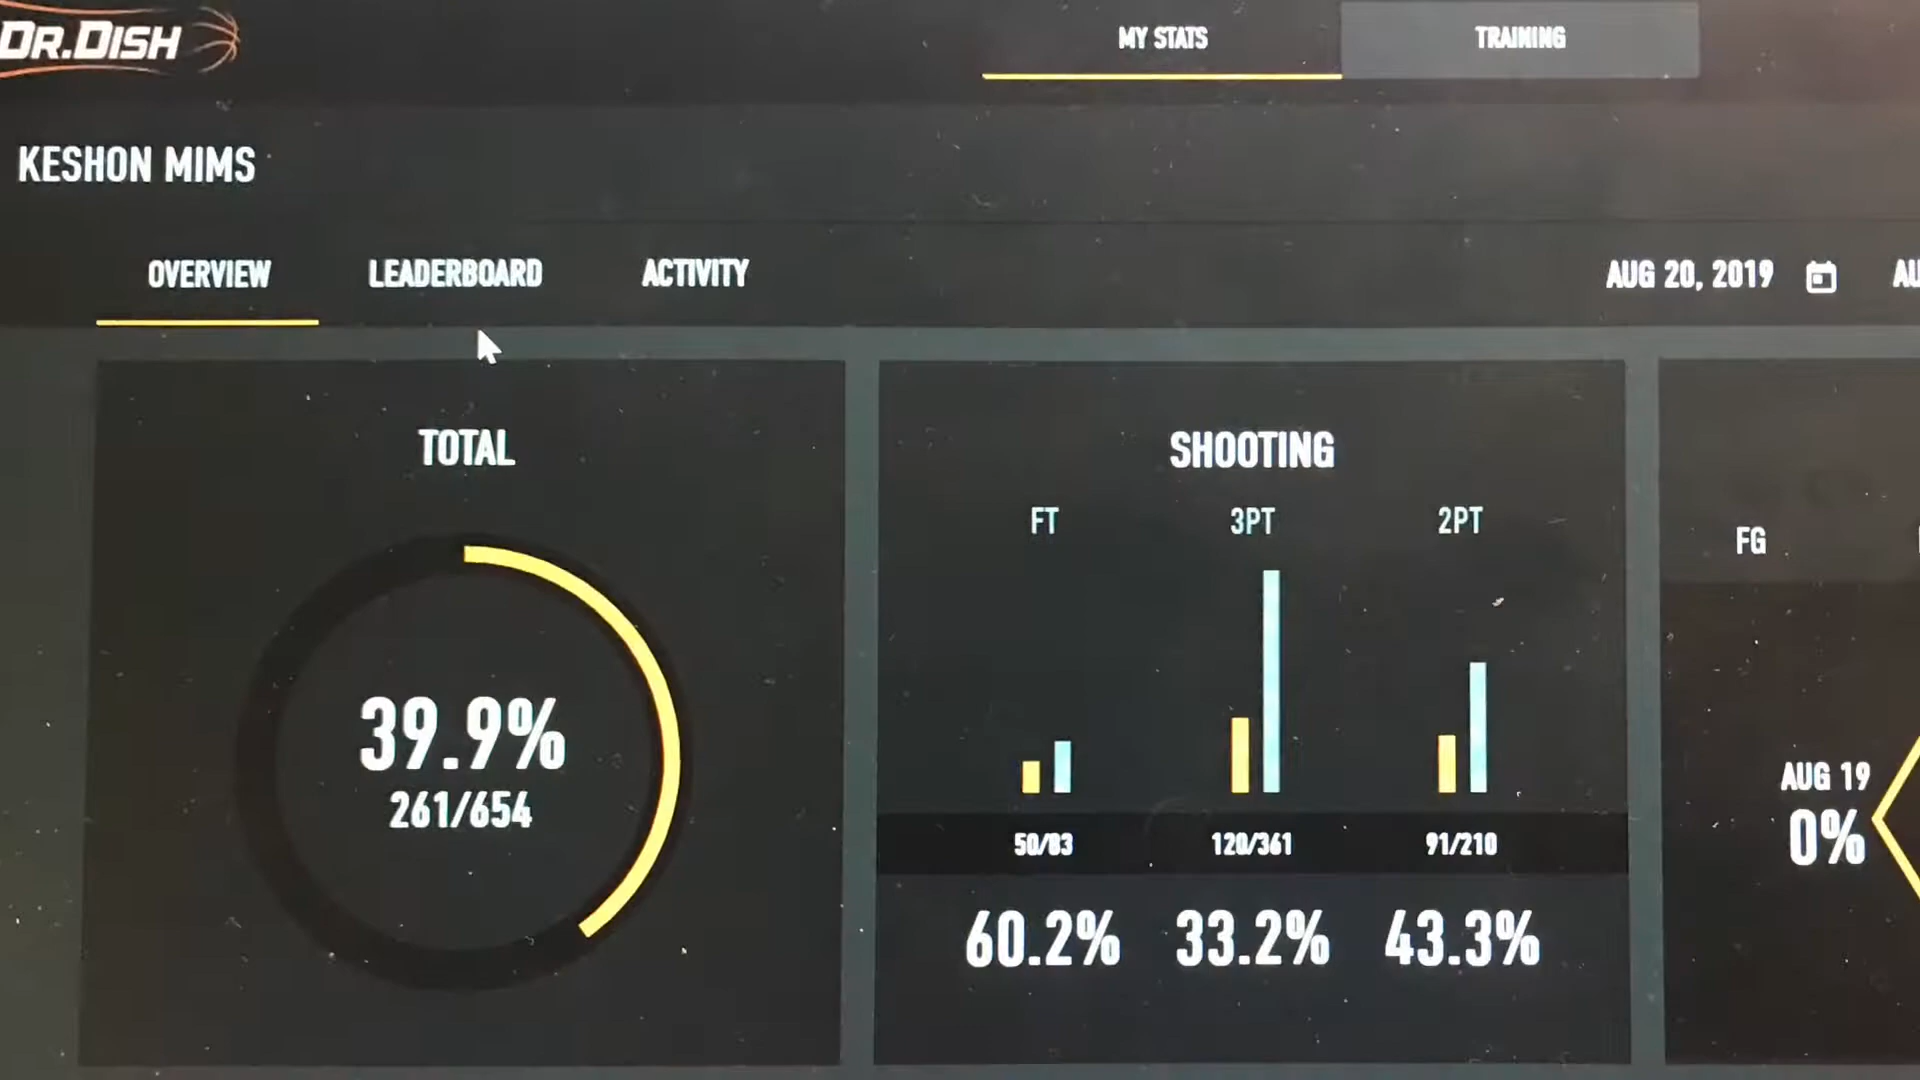 DR.DISH
MY STATS
TRAINING
KESHON MIMS
OVERVIEW
LEADERBOARD
ACTIVITY
AUG 20, 2019
TOTAL
39.9%
261/654
SHOOTING
FT
3PT
2PT
50/83
120/361
91/210
60.2%
33.2%
43.3%
FG
AUG 19
0%